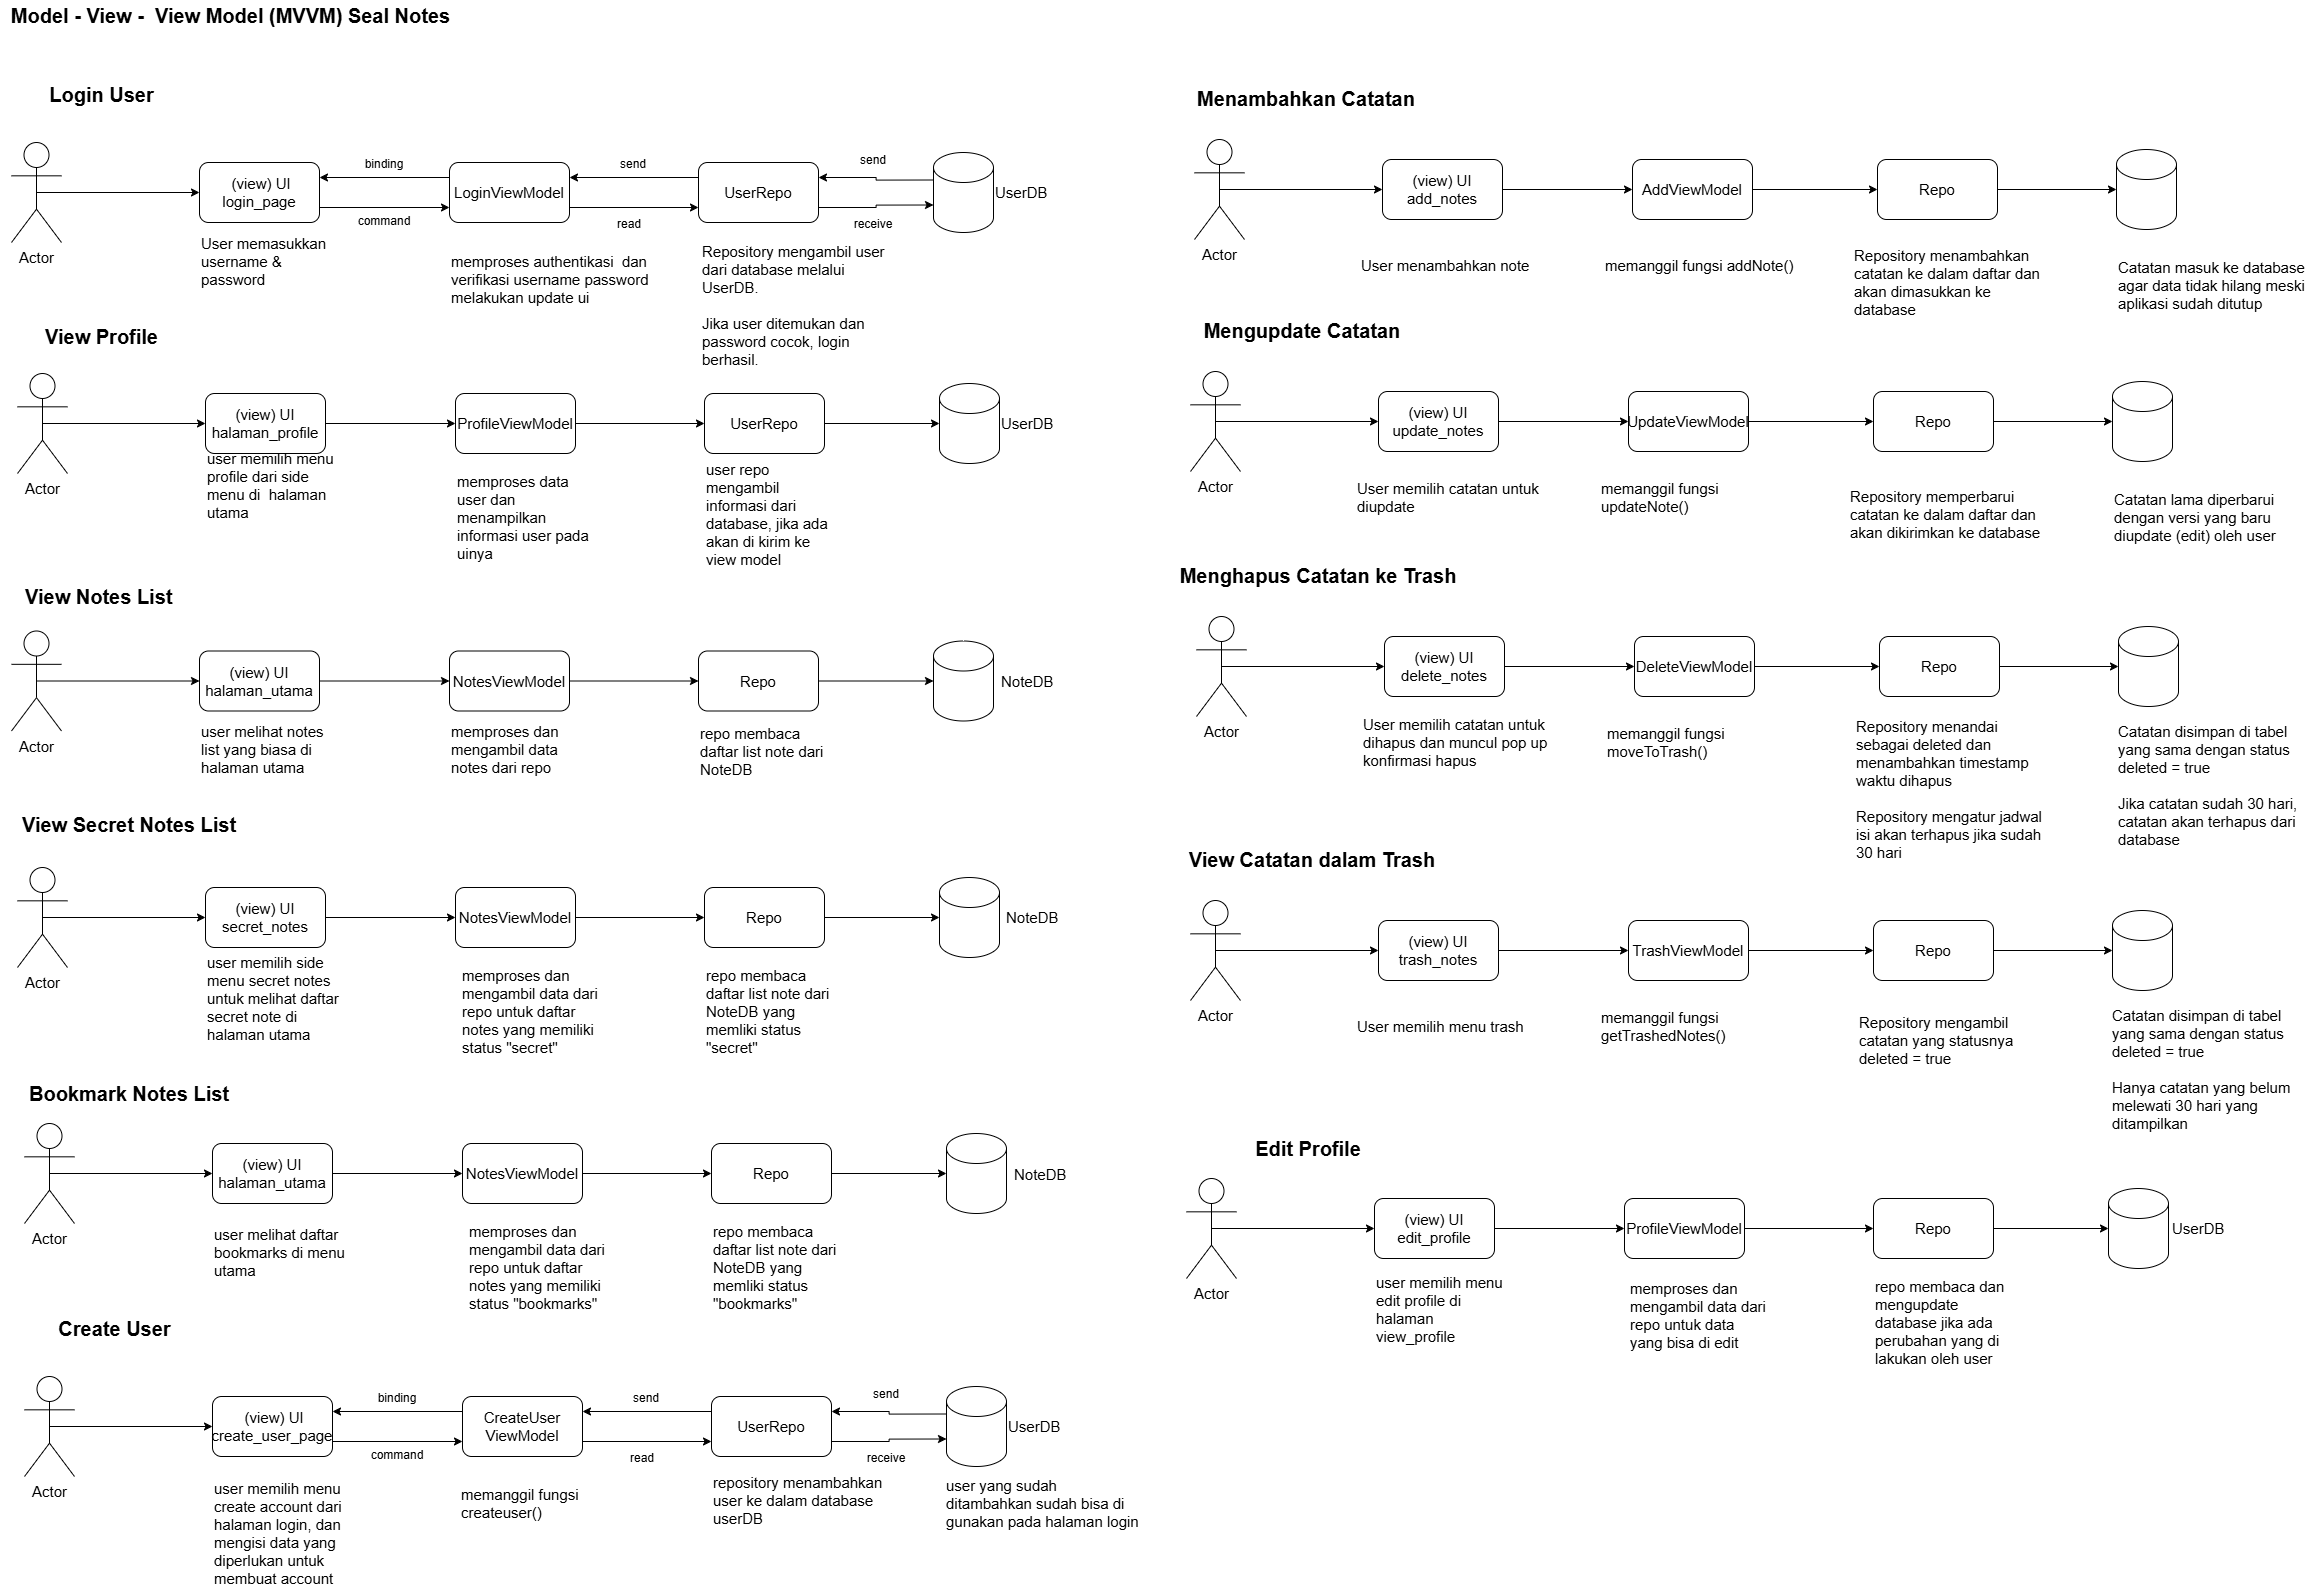 Model - View -  View Model (MVVM) Seal Notes
Login User
Actor
(view) UI
login_page
binding
command
LoginViewModel
send
read
UserRepo
send
receive
UserDB
User memasukkan
username &
password
memproses authentikasi  dan
verifikasi username password
melakukan update ui
Repository mengambil user
dari database melalui
UserDB.
Jika user ditemukan dan
password cocok, login
berhasil.
View Profile
Actor
(view) UI
halaman_profile
ProfileViewModel
UserRepo
UserDB
user memilih menu
profile dari side
menu di  halaman
utama
memproses data
user dan
menampilkan
informasi user pada
uinya
user repo
mengambil
informasi dari
database, jika ada
akan di kirim ke
view model
View Notes List
Actor
(view) UI
halaman_utama
NotesViewModel
Repo
NoteDB
user melihat notes
list yang biasa di
halaman utama
memproses dan
mengambil data
notes dari repo
repo membaca
daftar list note dari
NoteDB
View Secret Notes List
Actor
(view) UI
secret_notes
NotesViewModel
Repo
NoteDB
user memilih side
menu secret notes
untuk melihat daftar
secret note di
halaman utama
memproses dan
mengambil data dari
repo untuk daftar
notes yang memiliki
status "secret"
repo membaca
daftar list note dari
NoteDB yang
memliki status
"secret"
Bookmark Notes List
Actor
(view) UI
halaman_utama
NotesViewModel
Repo
NoteDB
user melihat daftar
bookmarks di menu
utama
memproses dan
mengambil data dari
repo untuk daftar
notes yang memiliki
status "bookmarks"
repo membaca
daftar list note dari
NoteDB yang
memliki status
"bookmarks"
Create User
Actor
(view) UI
create_user_page
binding
command
CreateUser
ViewModel
send
read
UserRepo
send
receive
UserDB
user memilih menu
create account dari
halaman login, dan
mengisi data yang
diperlukan untuk
membuat account
memanggil fungsi
createuser()
repository menambahkan
user ke dalam database
userDB
user yang sudah
ditambahkan sudah bisa di
gunakan pada halaman login
Menambahkan Catatan
Actor
(view) UI
add_notes
AddViewModel
Repo
User menambahkan note
memanggil fungsi addNote()
Repository menambahkan
catatan ke dalam daftar dan
akan dimasukkan ke
database
Catatan masuk ke database
agar data tidak hilang meski
aplikasi sudah ditutup
Mengupdate Catatan
Actor
(view) UI
update_notes
UpdateViewModel
Repo
User memilih catatan untuk
diupdate
memanggil fungsi
updateNote()
Repository memperbarui
catatan ke dalam daftar dan
akan dikirimkan ke database
Catatan lama diperbarui
dengan versi yang baru
diupdate (edit) oleh user
Menghapus Catatan ke Trash
Actor
(view) UI
delete_notes
DeleteViewModel
Repo
User memilih catatan untuk
dihapus dan muncul pop up
konfirmasi hapus
memanggil fungsi
moveToTrash()
Repository menandai
sebagai deleted dan
menambahkan timestamp
waktu dihapus
Repository mengatur jadwal
isi akan terhapus jika sudah
30 hari
Catatan disimpan di tabel
yang sama dengan status
deleted = true
Jika catatan sudah 30 hari,
catatan akan terhapus dari
database
View Catatan dalam Trash
Actor
(view) UI
trash_notes
TrashViewModel
Repo
User memilih menu trash
memanggil fungsi
getTrashedNotes()
Repository mengambil
catatan yang statusnya
deleted = true
Catatan disimpan di tabel
yang sama dengan status
deleted = true
Hanya catatan yang belum
melewati 30 hari yang
ditampilkan
Edit Profile
Actor
(view) UI
edit_profile
ProfileViewModel
Repo
UserDB
user memilih menu
edit profile di
halaman
view_profile
memproses dan
mengambil data dari
repo untuk data
yang bisa di edit
repo membaca dan
mengupdate
database jika ada
perubahan yang di
lakukan oleh user